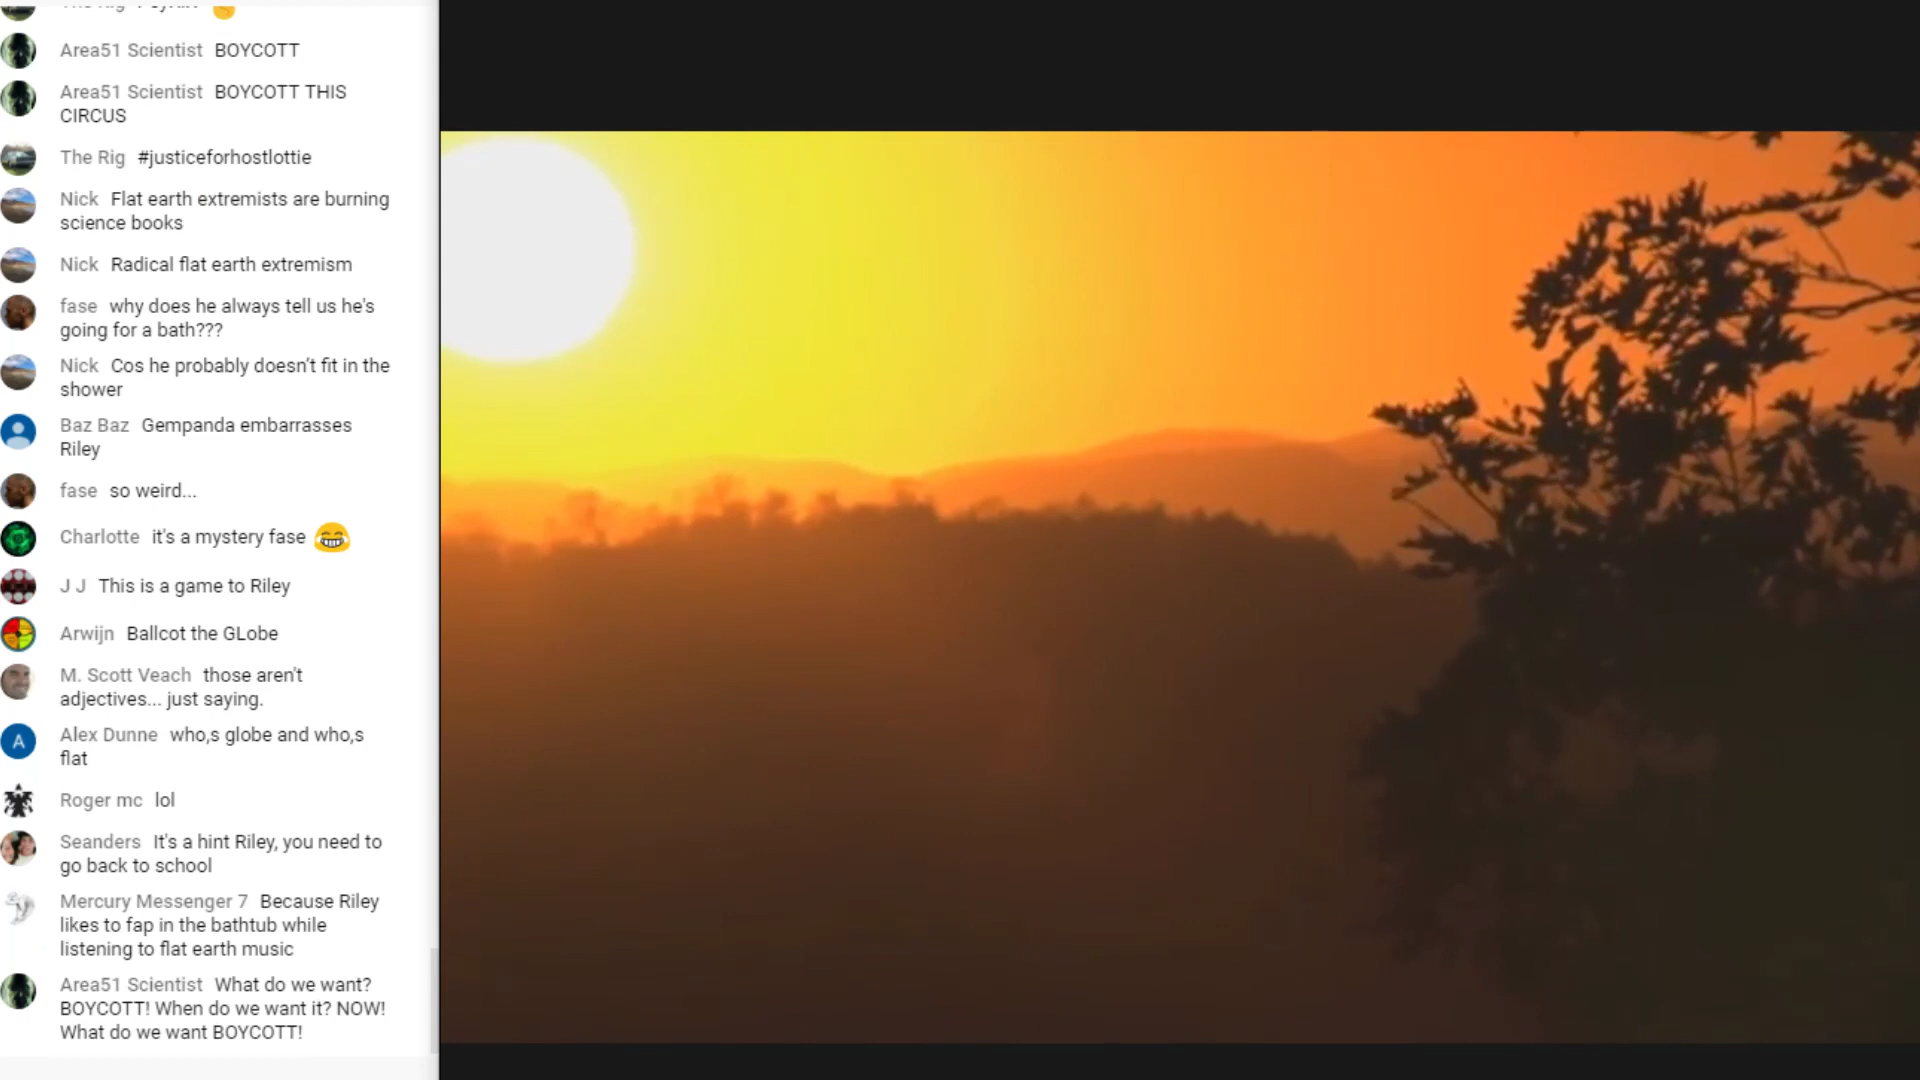 The Rig
Area51 Scientist BOYCOTT
Area51 Scientist BOYCOTT THIS
CIRCUS
The Rig #justiceforhostlottie
Nick Flat earth extremists are burning
science books
Nick Radical flat earth extremism
fase why does he always tell us he's
going for a bath???
Nick Cos he probably doesn't fit in the
shower
Baz Baz Gempanda embarrasses
Riley
fase so weird...
Charlotte it's a mystery fase
J J This is a game to Riley
Arwijn Ballcot the GLobe
M. Scott Veach those aren't
adjectives... just saying.
A
Alex Dunne who,s globe and who,s
flat
Roger mc lol
Seanders It's a hint Riley, you need to
go back to school
Mercury Messenger 7 Because Riley
likes to fap in the bathtub while
listening to flat earth music
Area51 Scientist What do we want?
BOYCOTT! When do we want it? NOW!
What do we want BOYCOTT!